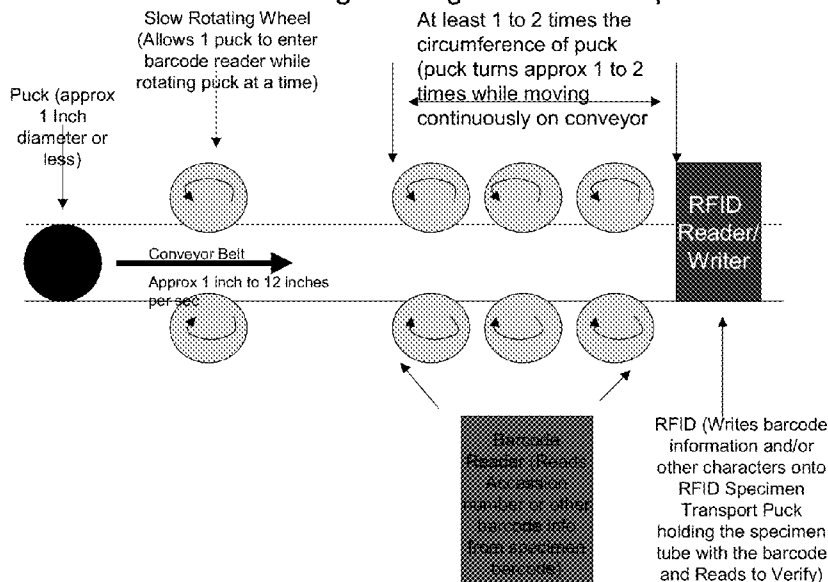 Slow Rotating Wheel
(Allows 1 puck to enter
barcode reader while
rotating puck at a time)
At least 1 to 2 times the
circumference of puck
(puck turns approx 1 to 2
times while moving
continuously on conveyor
Puck (approx
1 Inch
diameter or
less)
Conveyor Belt
Approx 1 inch to 12 inches
per sec
RFID
Reader/
Writer
Barcode
Reader (Reads
Accession
number or other
barcode info
from specimen
barcode)
RFID (Writes barcode
information and/or
other characters onto
RFID Specimen
Transport Puck
holding the specimen
tube with the barcode
and Reads to Verify)